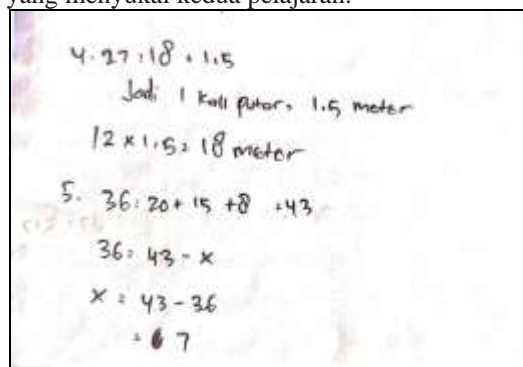 yang menyukai kedua pelajaran.
4. 27 : 18 = 1.5
Jadi 1 kali putar = 1.5 meter
12 x 1.5 = 18 meter
5. 36 = 20 + 15 + 8 = 43
36 = 43 - x
x = 43 - 36
= 7